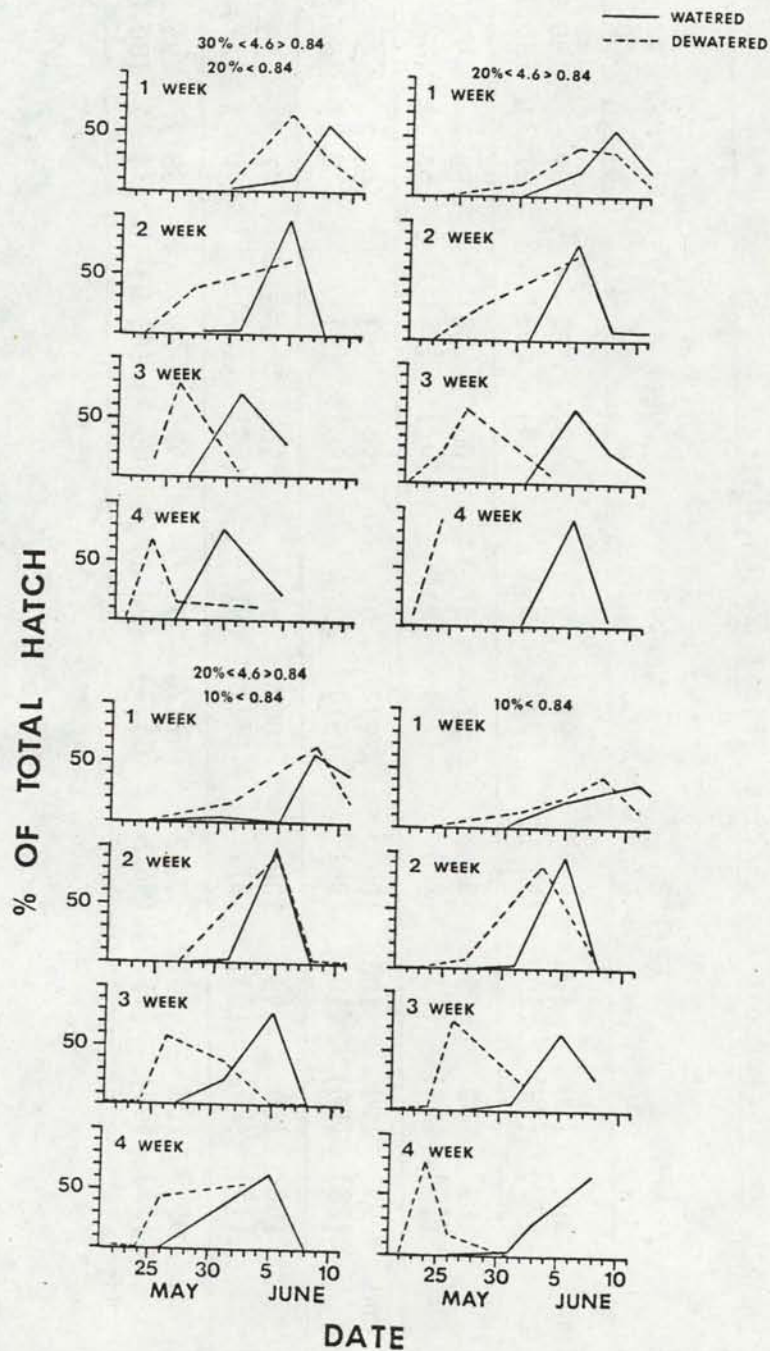 WATERED
DEWATERED
30% <4.6> 0.84
20% < 0.84
1 WEEK
50
2 WEEK
50
3 WEEK
50
4 WEEK
50
20% <4.6> 0.84
1 WEEK
2 WEEK
3 WEEK
4 WEEK
% OF TOTAL HATCH
20% <4.6> 0.84
10% < 0.84
1 WEEK
50
2 WEEK
50
3 WEEK
50
4 WEEK
50
25 30 5 10
MAY JUNE
10% < 0.84
1 WEEK
2 WEEK
3 WEEK
4 WEEK
25 30 5 10
MAY JUNE
DATE